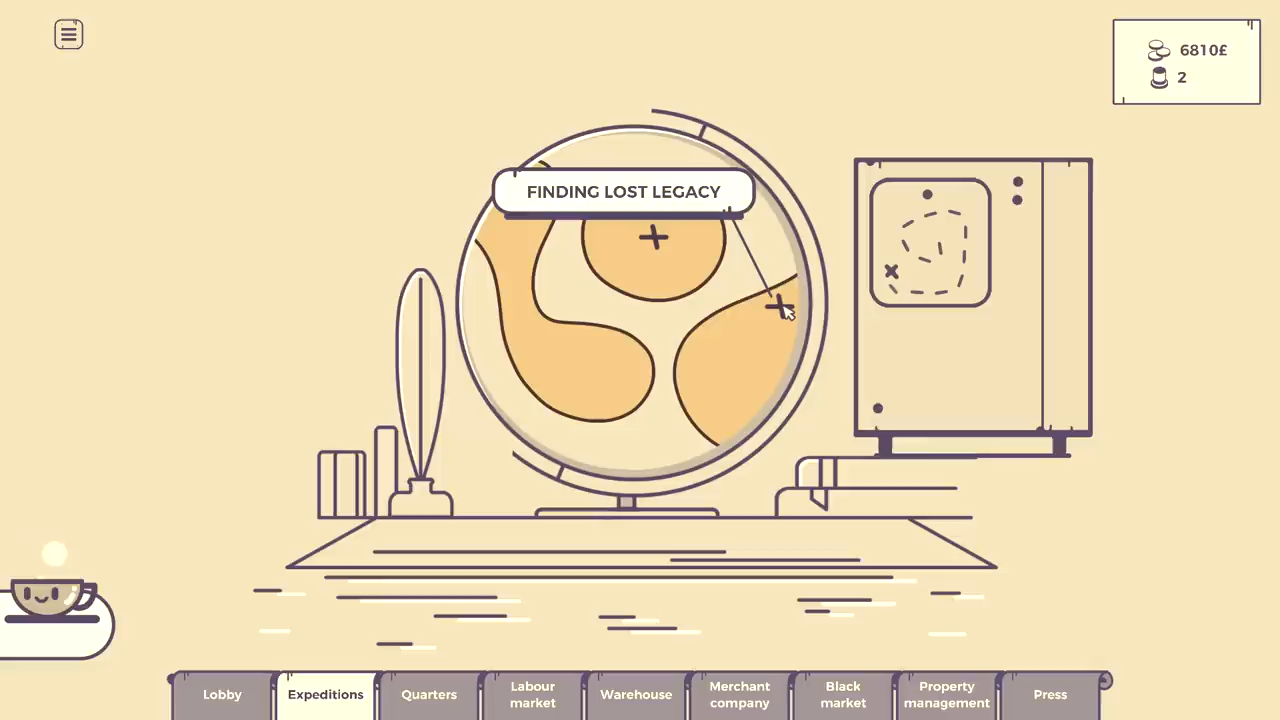 6810£
2
FINDING LOST LEGACY
Lobby
Expeditions
Quarters
Labour
market
Warehouse
Merchant
company
Black
market
Property
management
Press